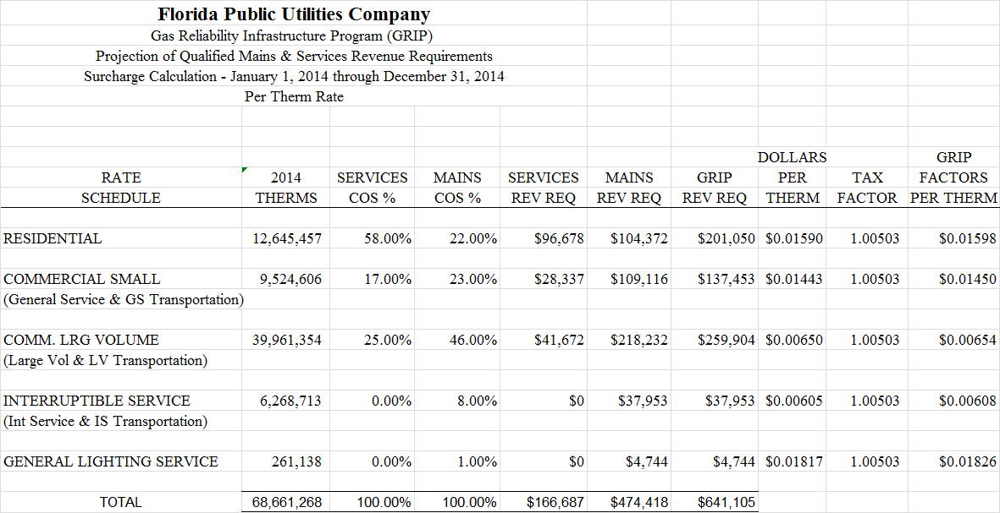 Florida Public Utilities Company
Gas Reliability Infrastructure Program (GRIP)
Projection of Qualified Mains & Services Revenue Requirements
Surcharge Calculation - January 1, 2014 through December 31, 2014
Per Therm Rate
DOLLARS GRIP
RATE 2014 SERVICES MAINS SERVICES MAINS GRIP PER TAX FACTORS
SCHEDULE THERMS COS % COS % REV REQ REV REQ REV REQ THERM FACTOR PER THERM
RESIDENTIAL 12,645,457 58.00% 22.00% $96,678 $104,372 $201,050 $0.01590 1.00503 $0.01598
COMMERCIAL SMALL 9,524,606 17.00% 23.00% $28,337 $109,116 $137,453 $0.01443 1.00503 $0.01450
(General Service & GS Transportation)
COMM. LRG VOLUME 39,961,354 25.00% 46.00% $41,672 $218,232 $259,904 $0.00650 1.00503 $0.00654
(Large Vol & LV Transportation)
INTERRUPTIBLE SERVICE 6,268,713 0.00% 8.00% $0 $37,953 $37,953 $0.00605 1.00503 $0.00608
(Int Service & IS Transportation)
GENERAL LIGHTING SERVICE 261,138 0.00% 1.00% $0 $4,744 $4,744 $0.01817 1.00503 $0.01826
TOTAL 68,661,268 100.00% 100.00% $166,687 $474,418 $641,105